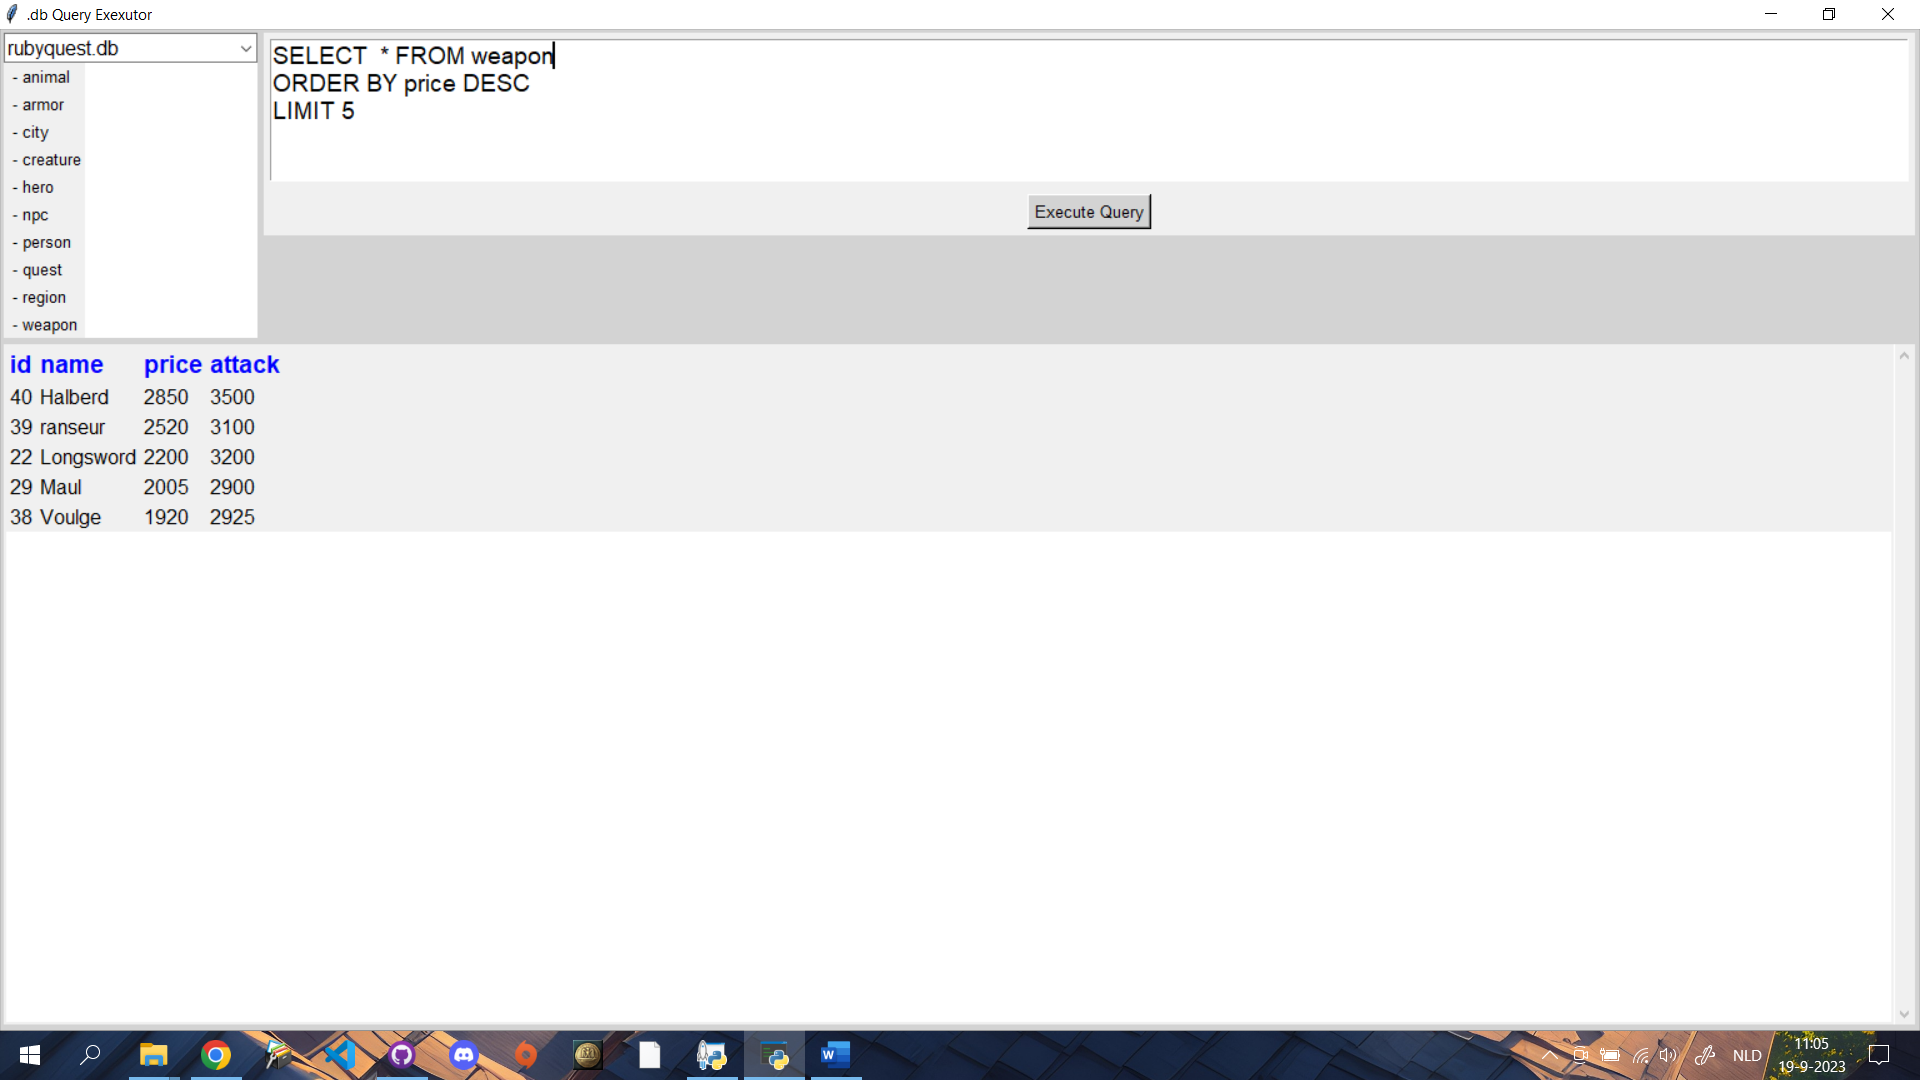 .db Query Exexutor
rubyquest.db
- animal
- armor
- city
- creature
- hero
- npc
- person
- quest
- region
- weapon
SELECT  * FROM weapon
ORDER BY price DESC
LIMIT 5
Execute Query
id name price attack
40 Halberd 2850 3500
39 ranseur 2520 3100
22 Longsword 2200 3200
29 Maul 2005 2900
38 Voulge 1920 2925
W
NLD
11:05
19-9-2023